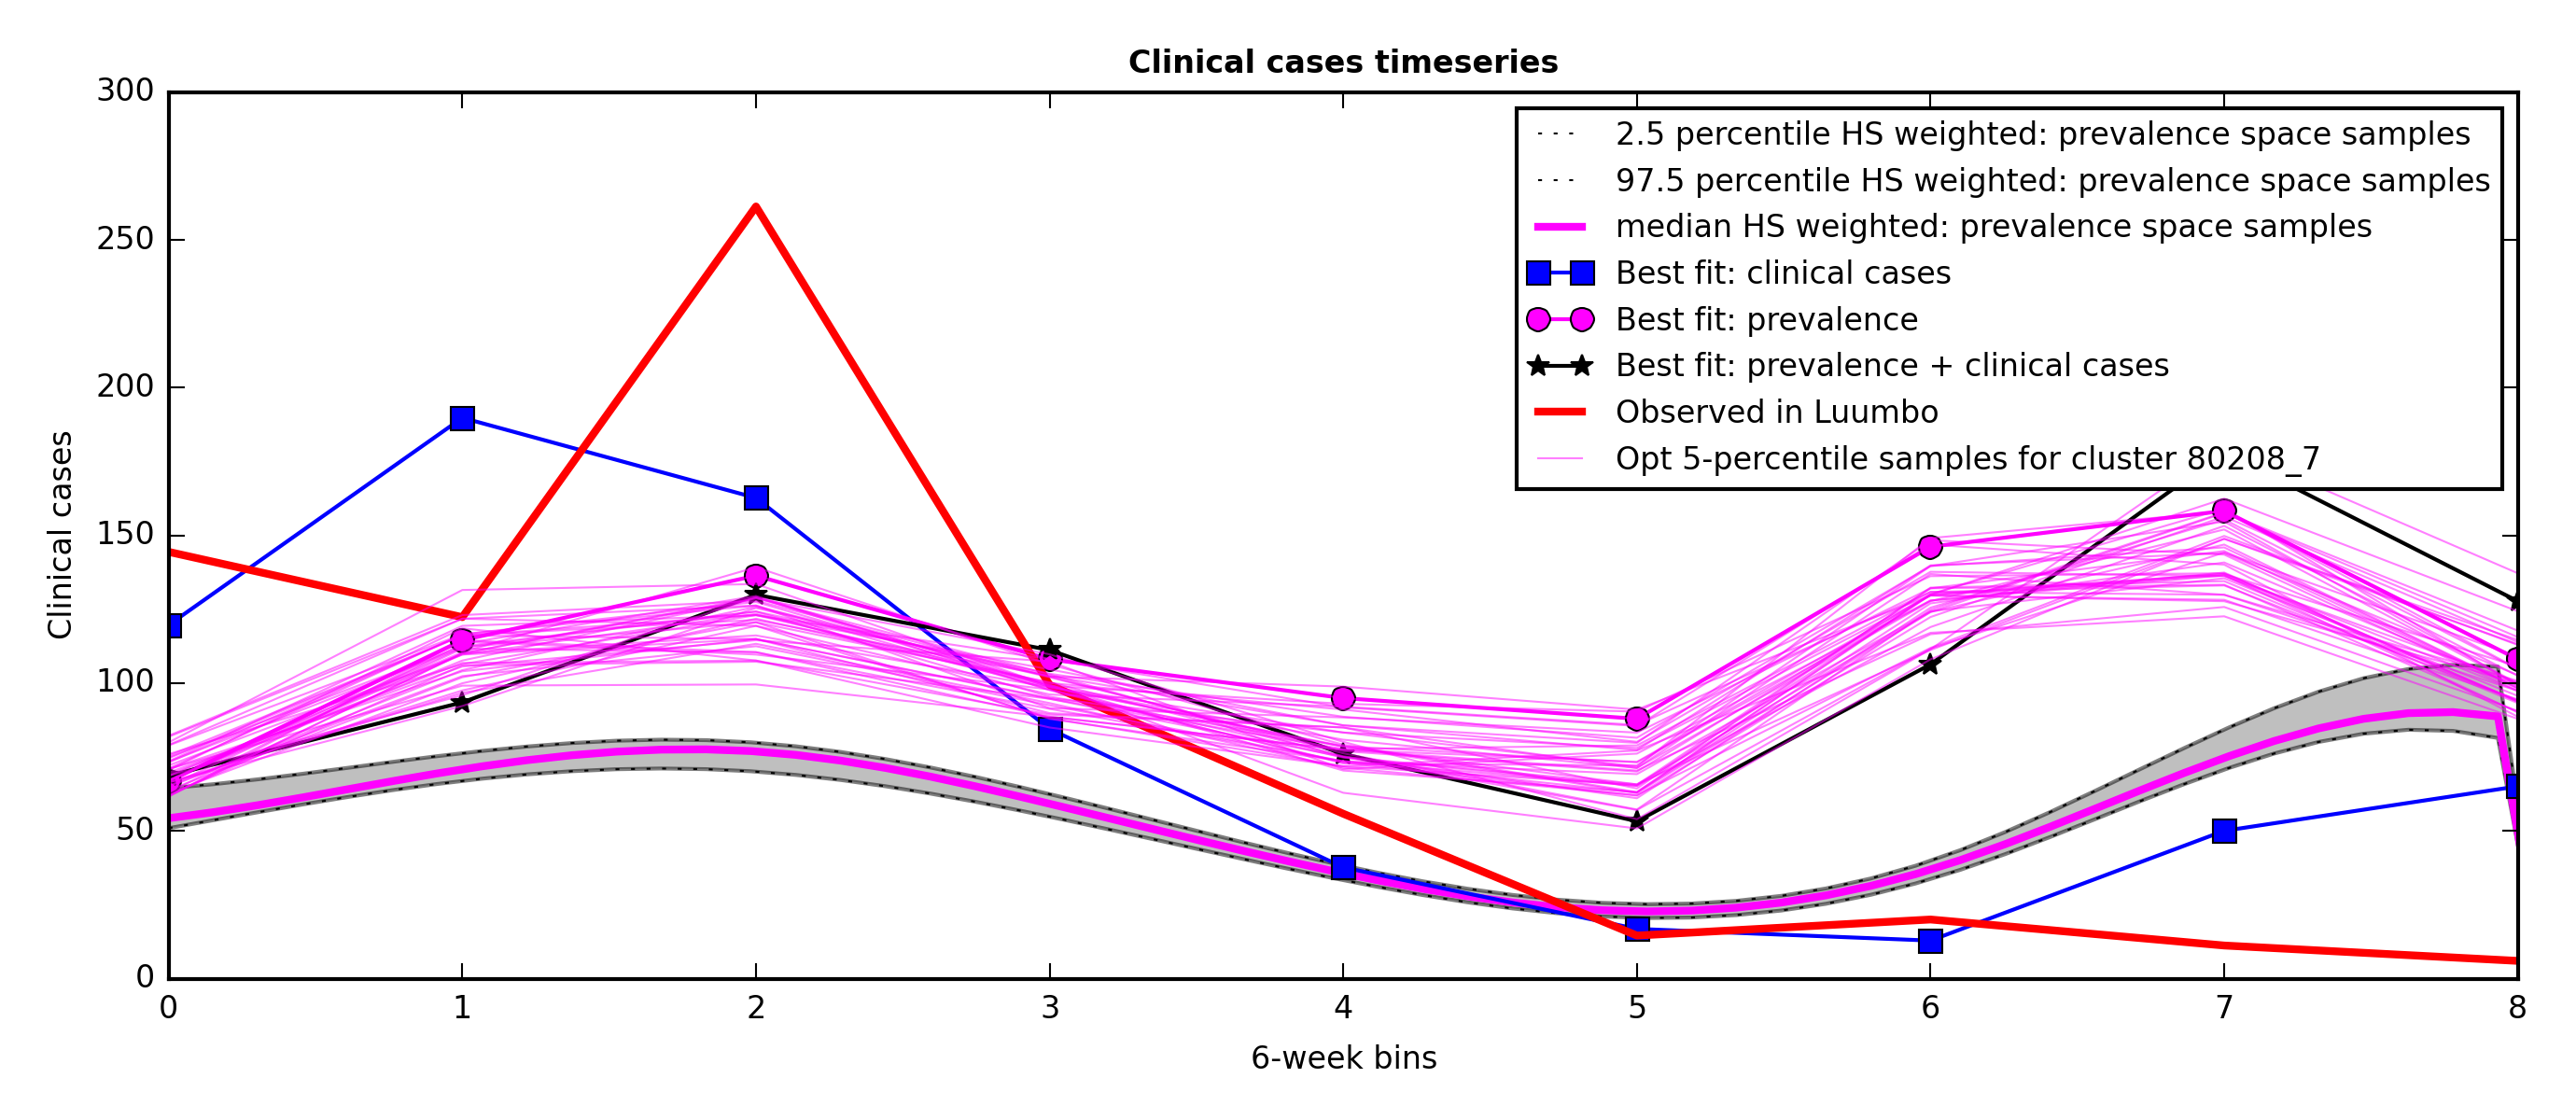 Clinical cases timeseries
300
250
200
150
100
50
0
Clinical cases
2.5 percentile HS weighted: prevalence space samples
97.5 percentile HS weighted: prevalence space samples
median HS weighted: prevalence space samples
Best fit: clinical cases
Best fit: prevalence
Best fit: prevalence + clinical cases
Observed in Luumbo
Opt 5-percentile samples for cluster 80208_7
0 1 2 3 4 5 6 7 8
6-week bins